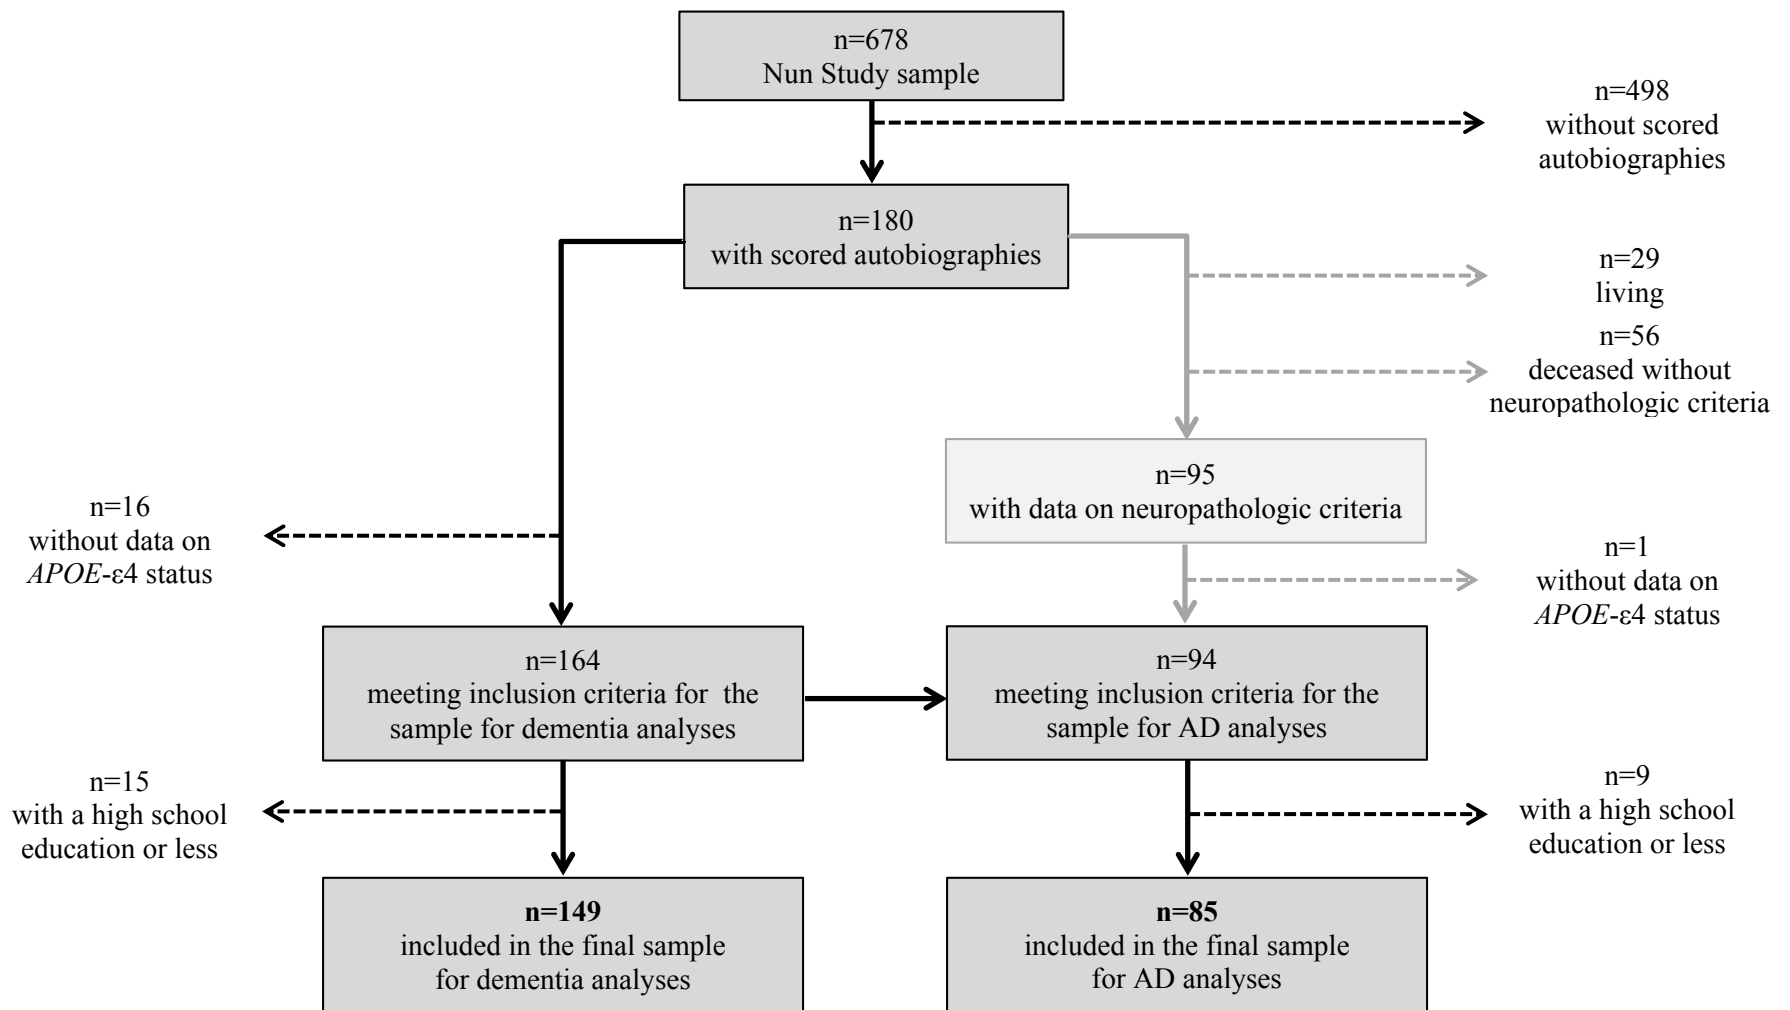 n=678
Nun Study sample
n=498
without scored
autobiographies
n=180
with scored autobiographies
n=29
living
n=56
deceased without
neuropathologic criteria
n=95
with data on neuropathologic criteria
n=16
without data on
APOE-ε4 status
n=1
without data on
APOE-ε4 status
n=164
meeting inclusion criteria for the
sample for dementia analyses
n=94
meeting inclusion criteria for the
sample for AD analyses
n=15
with a high school
education or less
n=9
with a high school
education or less
n=149
included in the final sample
for dementia analyses
n=85
included in the final sample
for AD analyses